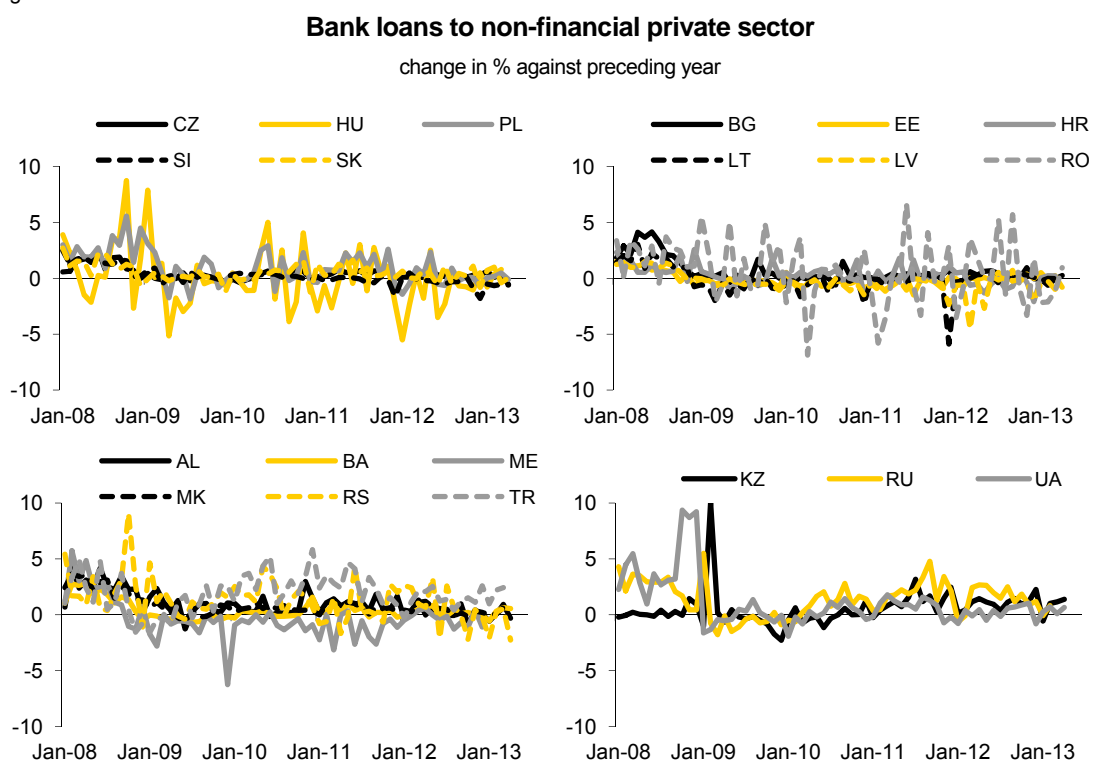 Bank loans to non-financial private sector
change in % against preceding year
CZ HU PL
SI SK
10
5
0
-5
-10
Jan-08 Jan-09 Jan-10 Jan-11 Jan-12 Jan-13
BG EE HR
LT LV RO
10
5
0
-5
-10
Jan-08 Jan-09 Jan-10 Jan-11 Jan-12 Jan-13
AL BA ME
MK RS TR
10
5
0
-5
-10
Jan-08 Jan-09 Jan-10 Jan-11 Jan-12 Jan-13
KZ RU UA
10
5
0
-5
-10
Jan-08 Jan-09 Jan-10 Jan-11 Jan-12 Jan-13